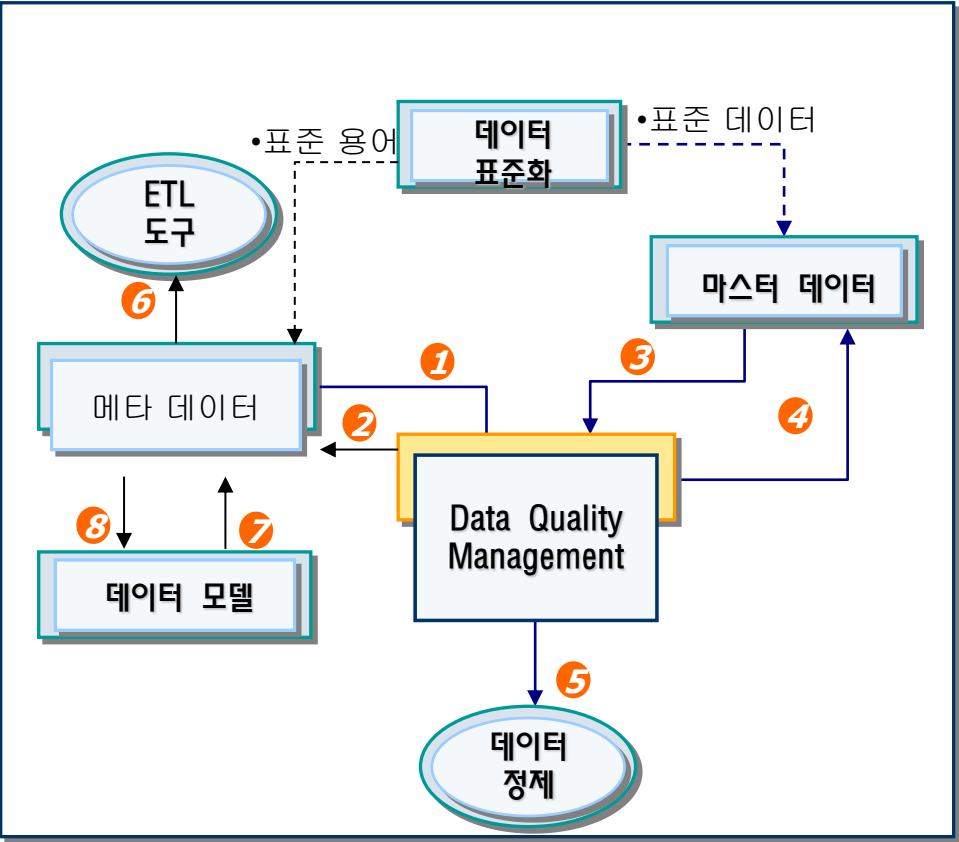 데이터
표준화
•표준 용어
•표준 데이터
ETL
도구
마스터 데이터
6
1
3
메타 데이터
2
4
Data Quality
Management
8
7
데이터 모델
5
데이터
정제